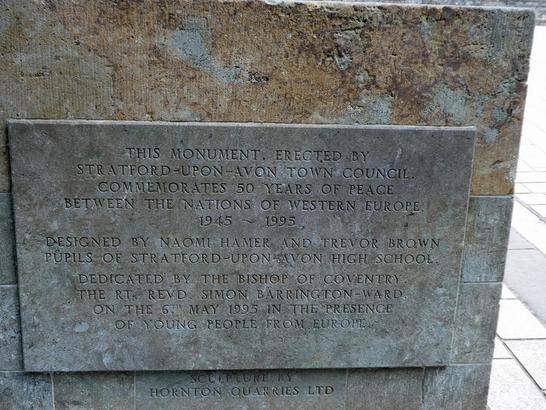 THIS MONUMENT, ERECTED BY
STRATFORD-UPON-AVON TOWN COUNCIL,
COMMEMORATES 50 YEARS OF PEACE
BETWEEN THE NATIONS OF WESTERN EUROPE
1945 ~ 1995
DESIGNED BY NAOMI HAMER AND TREVOR BROWN
PUPILS OF STRATFORD-UPON-AVON HIGH SCHOOL.
DEDICATED BY THE BISHOP OF COVENTRY,
THE RT. REVD. SIMON BARRINGTON-WARD,
ON THE 6TH MAY 1995 IN THE PRESENCE
OF YOUNG PEOPLE FROM EUROPE.
SCULPTURE BY
HORNTON QUARRIES LTD